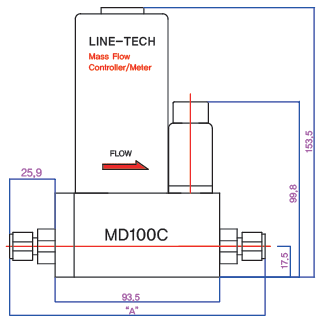 LINE-TECH
Mass Flow
Controller/Meter
FLOW
25,9
153,5
99,8
MD100C
17,5
93,5
"A"